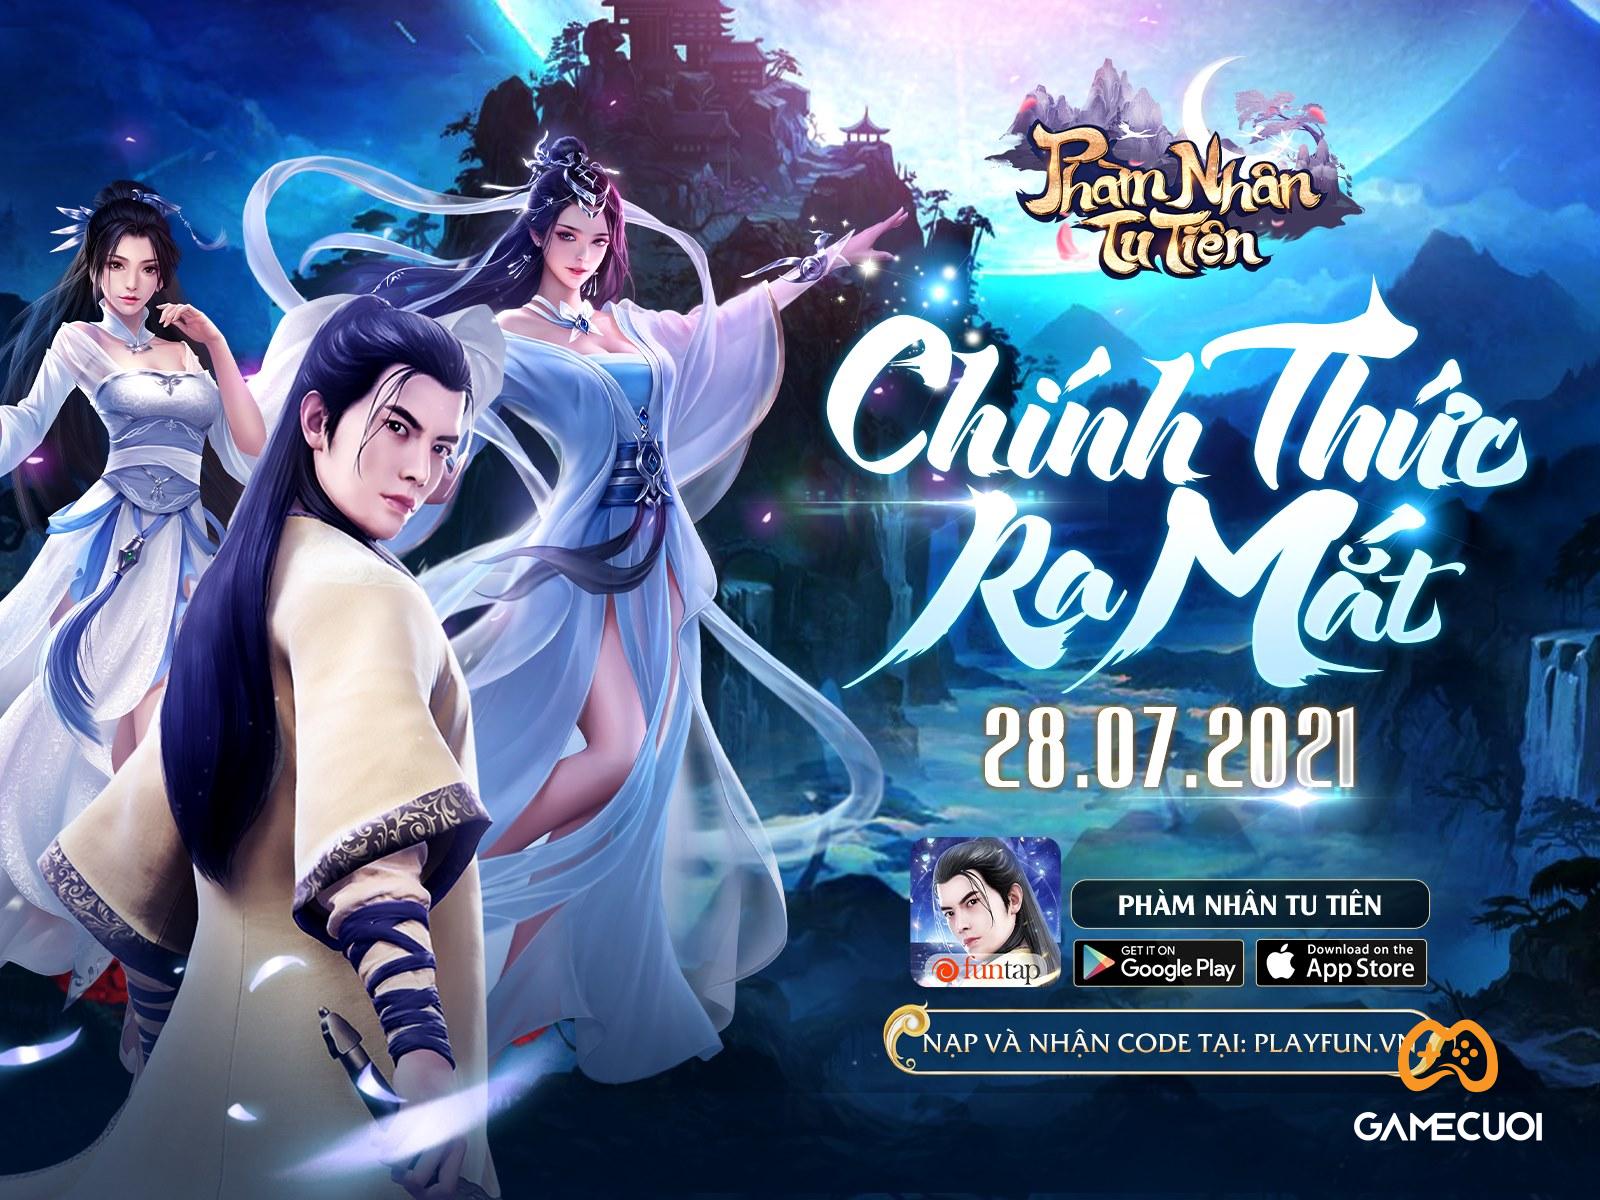 Phàm Nhân
Tu Tiên
Chính Thức
Ra Mắt
28.07.2021
PHÀM NHÂN TU TIÊN
funtap
GET IT ON
Google Play
Download on the
App Store
NẠP VÀ NHẬN CODE TẠI: PLAYFUN.VN
GAMECUOI